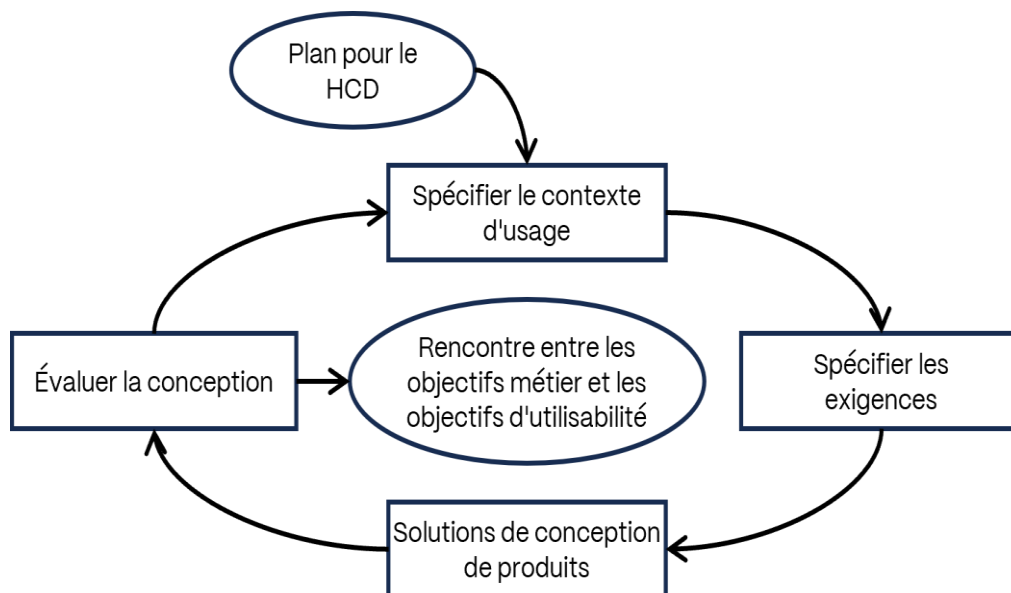 Plan pour le
HCD
Spécifier le contexte
d'usage
Évaluer la conception
Rencontre entre les
objectifs métier et les
objectifs d'utilisabilité
Spécifier les
exigences
Solutions de conception
de produits